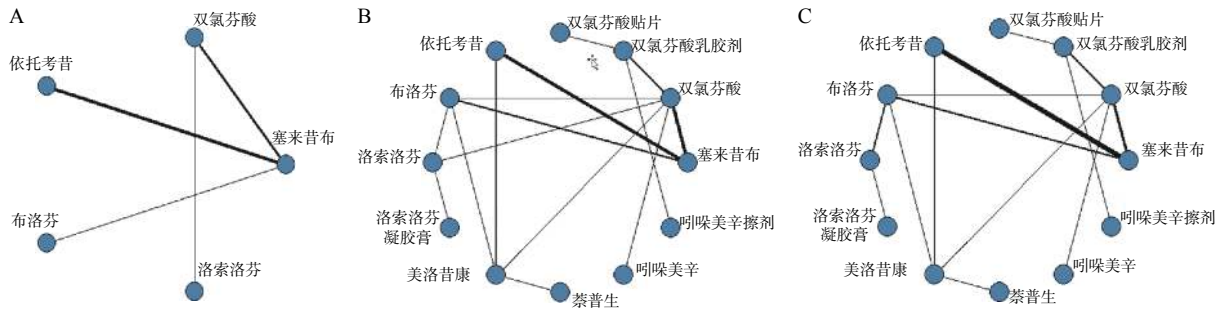 A
双氯芬酸
依托考昔
塞来昔布
布洛芬
洛索洛芬
B
双氯芬酸贴片
依托考昔
双氯芬酸乳胶剂
布洛芬
双氯芬酸
洛索洛芬
塞来昔布
洛索洛芬
凝胶膏
吲哚美辛擦剂
美洛昔康
吲哚美辛
萘普生
C
双氯芬酸贴片
依托考昔
双氯芬酸乳胶剂
布洛芬
双氯芬酸
洛索洛芬
塞来昔布
洛索洛芬
凝胶膏
吲哚美辛擦剂
美洛昔康
吲哚美辛
萘普生